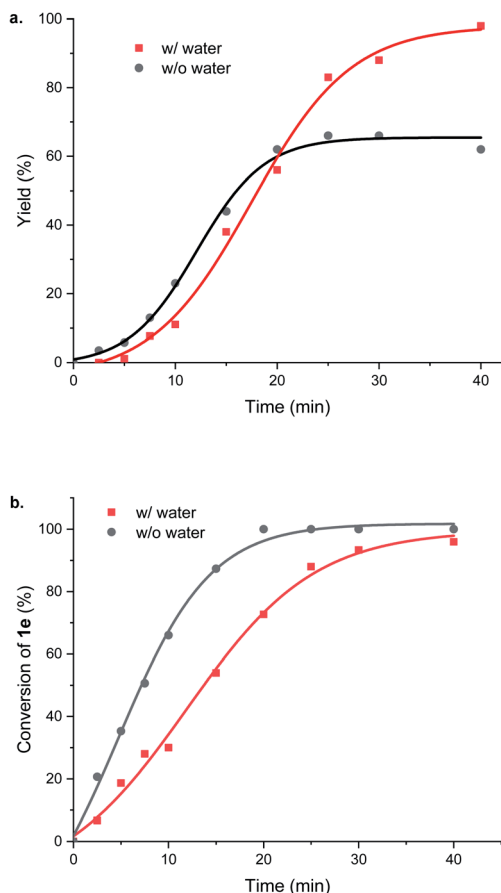 a.
100
80
60
40
20
0
Yield (%)
w/ water
w/o water
0 10 20 30 40
Time (min)
b.
100
80
60
40
20
0
Conversion of 1e (%)
w/ water
w/o water
0 10 20 30 40
Time (min)